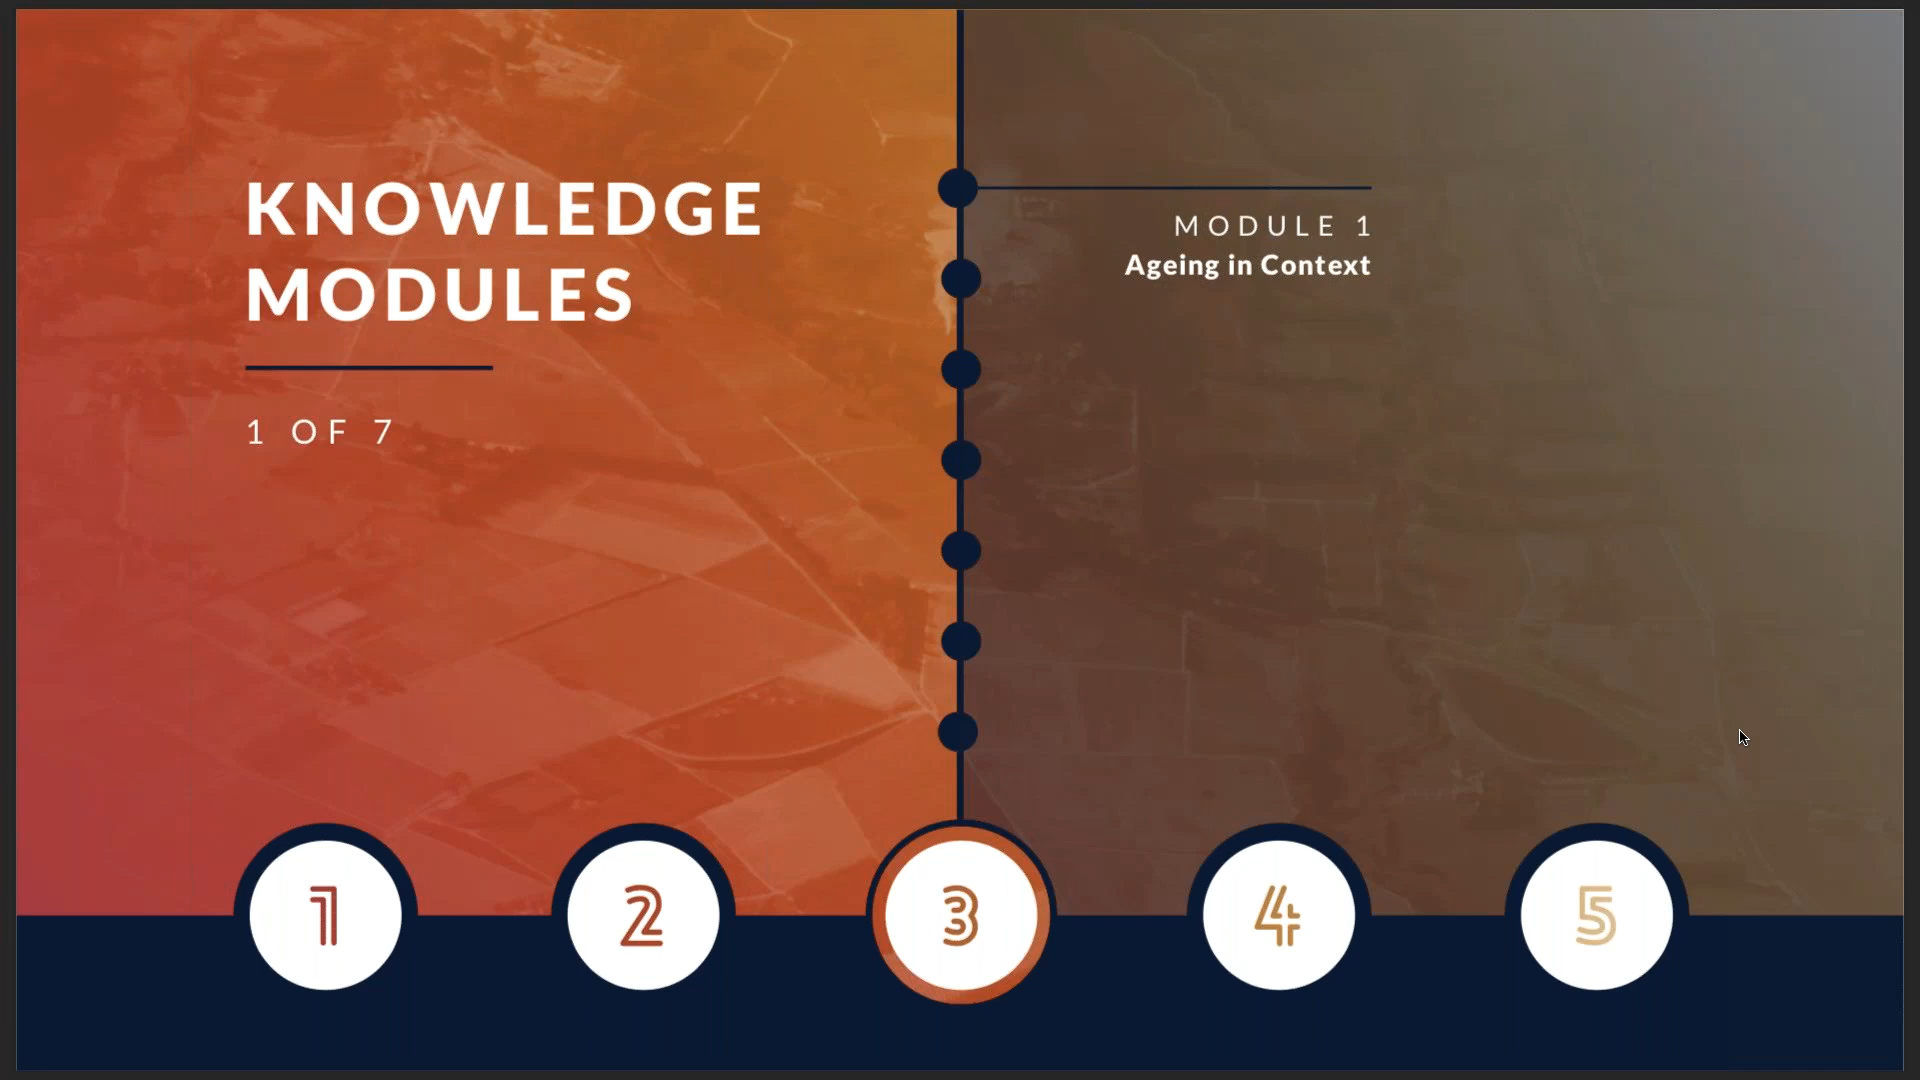 KNOWLEDGE
MODULES
1 OF 7
MODULE 1
Ageing in Context
1
2
3
4
5